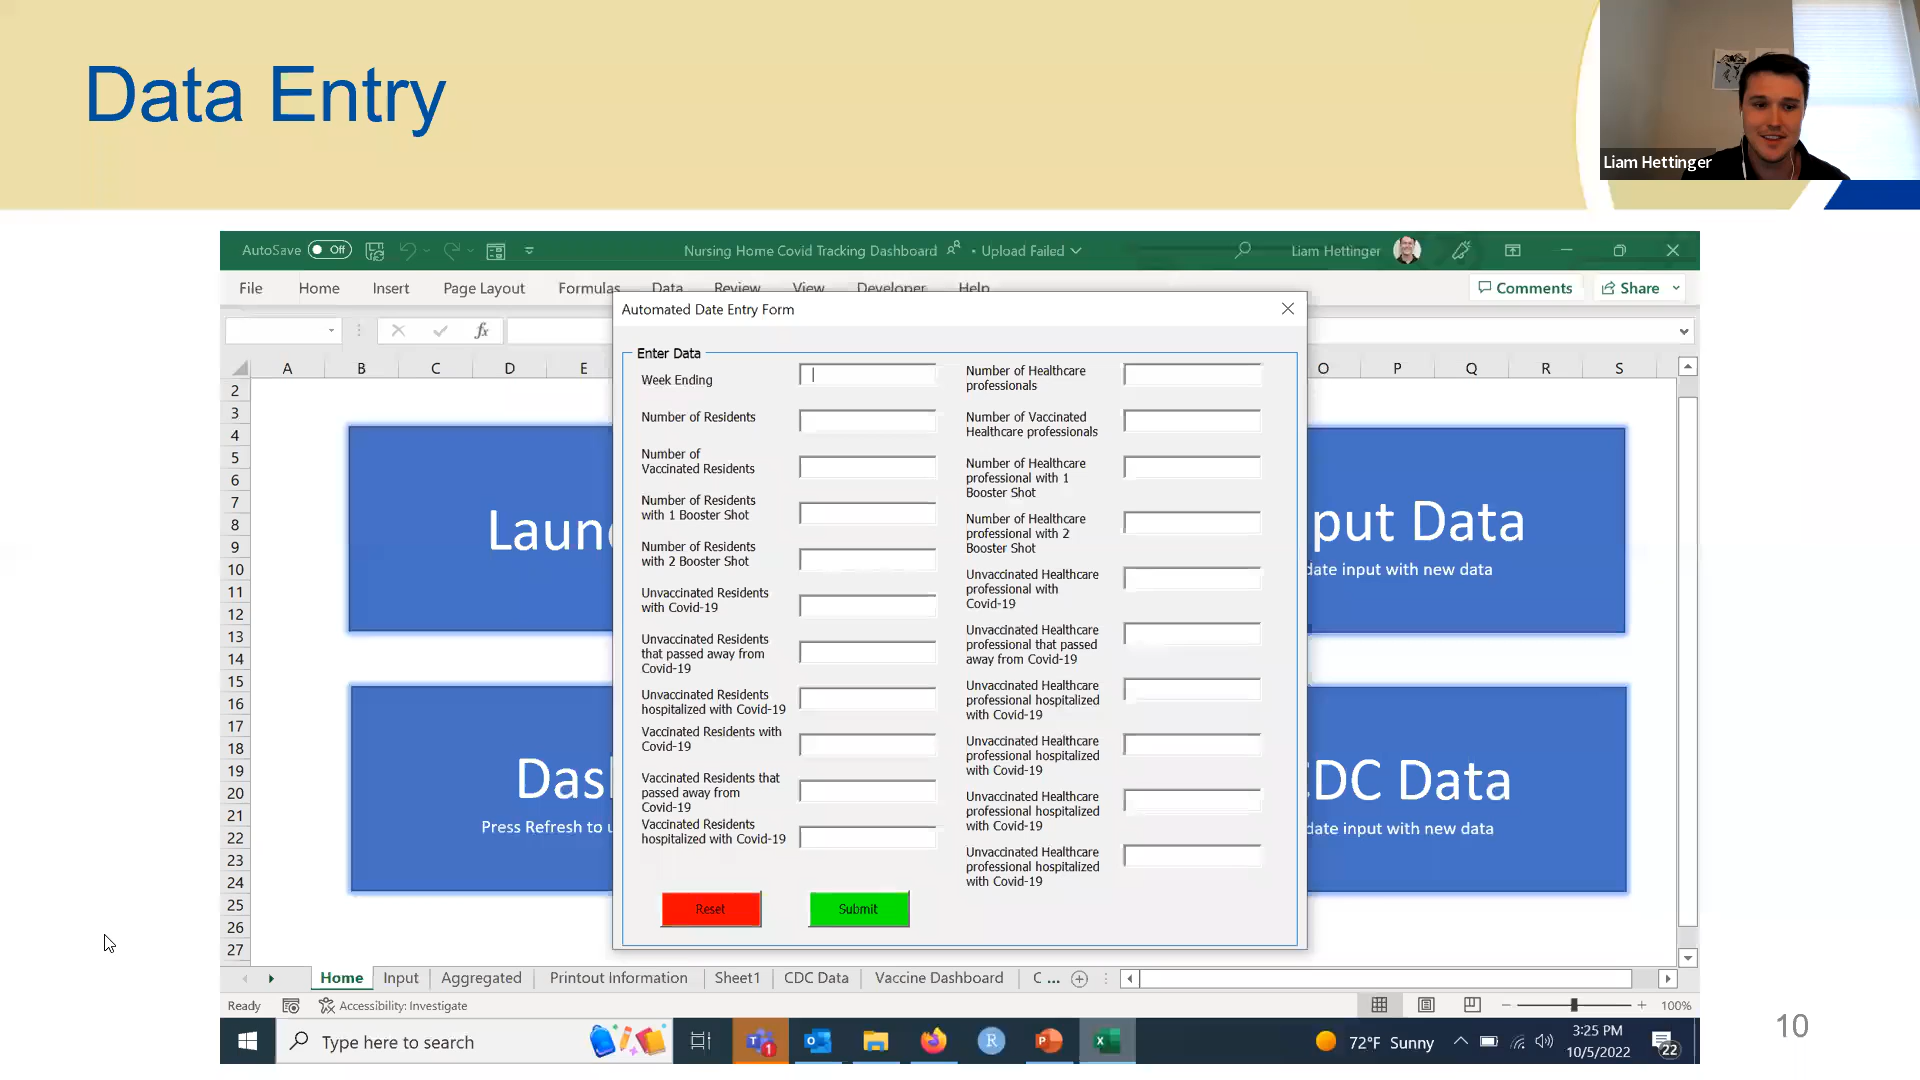 Data Entry
Liam Hettinger
AutoSave Off
Nursing Home Covid Tracking Dashboard • Upload Failed
Liam Hettinger
File Home Insert Page Layout Formulas Data Review View Developer Help
Comments Share
fx
Automated Date Entry Form
A B C D E O P Q R S
2
3
4
5
6
7
8
9
10
11
12
13
14
15
16
17
18
19
20
21
22
23
24
25
26
27
Laun
put Data
date input with new data
Das
Press Refresh to u
CDC Data
date input with new data
Enter Data
Week Ending
Number of Residents
Number of
Vaccinated Residents
Number of Residents
with 1 Booster Shot
Number of Residents
with 2 Booster Shot
Unvaccinated Residents
with Covid-19
Unvaccinated Residents
that passed away from
Covid-19
Unvaccinated Residents
hospitalized with Covid-19
Vaccinated Residents with
Covid-19
Vaccinated Residents that
passed away from
Covid-19
Vaccinated Residents
hospitalized with Covid-19
Number of Healthcare
professionals
Number of Vaccinated
Healthcare professionals
Number of Healthcare
professional with 1
Booster Shot
Number of Healthcare
professional with 2
Booster Shot
Unvaccinated Healthcare
professional with
Covid-19
Unvaccinated Healthcare
professional that passed
away from Covid-19
Unvaccinated Healthcare
professional hospitalized
with Covid-19
Unvaccinated Healthcare
professional hospitalized
with Covid-19
Unvaccinated Healthcare
professional hospitalized
with Covid-19
Unvaccinated Healthcare
professional hospitalized
with Covid-19
Reset
Submit
Home Input Aggregated Printout Information Sheet1 CDC Data Vaccine Dashboard C ...
Ready Accessibility: Investigate
100%
Type here to search
1
72°F Sunny
3:25 PM
10/5/2022
22
10